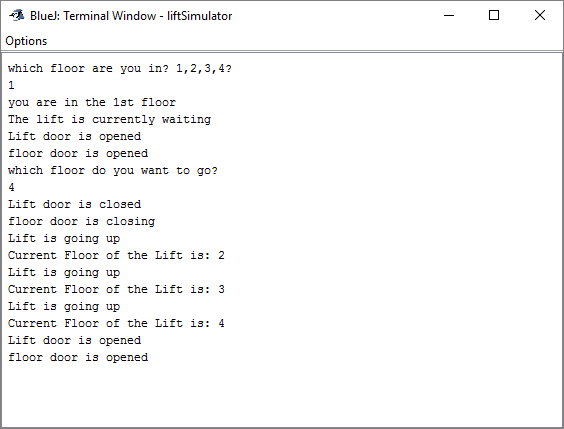 BlueJ: Terminal Window - liftSimulator
Options
which floor are you in? 1,2,3,4?
1
you are in the 1st floor
The lift is currently waiting
Lift door is opened
floor door is opened
which floor do you want to go?
4
Lift door is closed
floor door is closing
Lift is going up
Current Floor of the Lift is: 2
Lift is going up
Current Floor of the Lift is: 3
Lift is going up
Current Floor of the Lift is: 4
Lift door is opened
floor door is opened